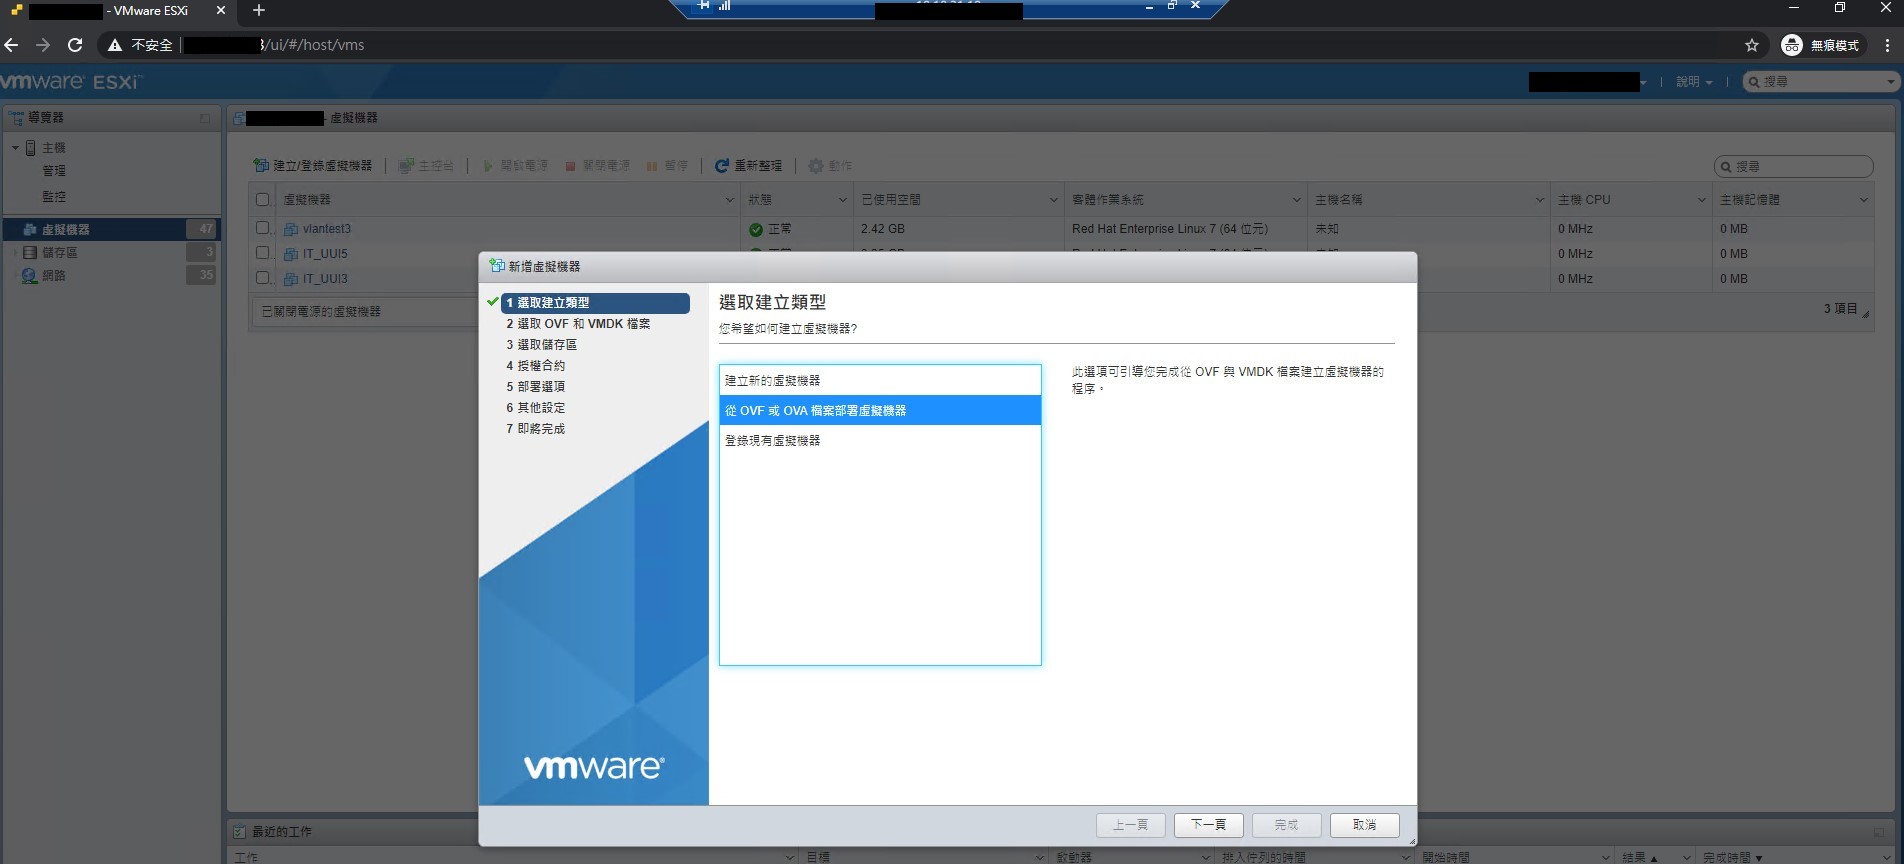 - VMware ESXi
不安全
/ui/#/host/vms
無痕模式
vmware ESXi
說明
搜尋
導覽器
- 虛擬機器
主機
管理
監控
虛擬機器 47
儲存區 3
網路 35
建立/登錄虛擬機器 主控台 開啟電源 關閉電源 暫停 重新整理 動作
搜尋
虛擬機器 狀態 已使用空間 客體作業系統 主機名稱 主機 CPU 主機記憶體
vlantest3 正常 2.42 GB Red Hat Enterprise Linux 7 (64 位元) 未知 0 MHz 0 MB
IT_UUI5 0 MHz 0 MB
IT_UUI3 0 MHz 0 MB
已關閉電源的虛擬機器
3 項目
新增虛擬機器
1 選取建立類型
2 選取 OVF 和 VMDK 檔案
3 選取儲存區
4 授權合約
5 部署選項
6 其他設定
7 即將完成
vmware
選取建立類型
您希望如何建立虛擬機器?
建立新的虛擬機器
從 OVF 或 OVA 檔案部署虛擬機器
登錄現有虛擬機器
此選項可引導您完成從 OVF 與 VMDK 檔案建立虛擬機器的
程序。
上一頁 下一頁 完成 取消
最近的工作
工作 目標 啟動器 排入佇列的時間 開始時間 結果 完成時間